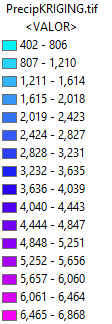 PrecipKRIGING.tif
<VALOR>
402 - 806
807 - 1,210
1,211 - 1,614
1,615 - 2,018
2,019 - 2,423
2,424 - 2,827
2,828 - 3,231
3,232 - 3,635
3,636 - 4,039
4,040 - 4,443
4,444 - 4,847
4,848 - 5,251
5,252 - 5,656
5,657 - 6,060
6,061 - 6,464
6,465 - 6,868